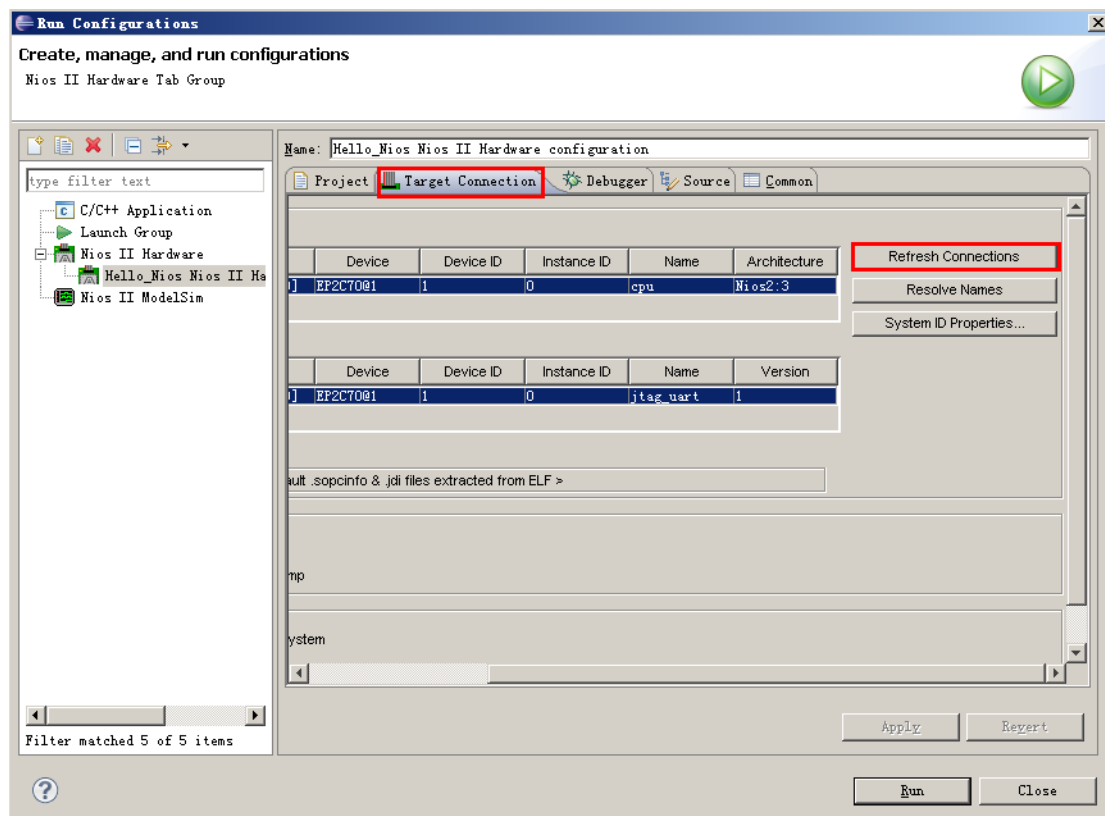 Run Configurations
Create, manage, and run configurations
Nios II Hardware Tab Group
type filter text
C/C++ Application
Launch Group
Nios II Hardware
Hello_Nios Nios II Ha
Nios II ModelSim
Filter matched 5 of 5 items
Name: Hello_Nios Nios II Hardware configuration
Project Target Connection Debugger Source Common
Device Device ID Instance ID Name Architecture
] EP2C70@1 1 0 cpu Nios2:3
Refresh Connections
Resolve Names
System ID Properties...
Device Device ID Instance ID Name Version
] EP2C70@1 1 0 jtag_uart 1
ault .sopcinfo & .jdi files extracted from ELF >
mp
ystem
Apply Revert
? Run Close